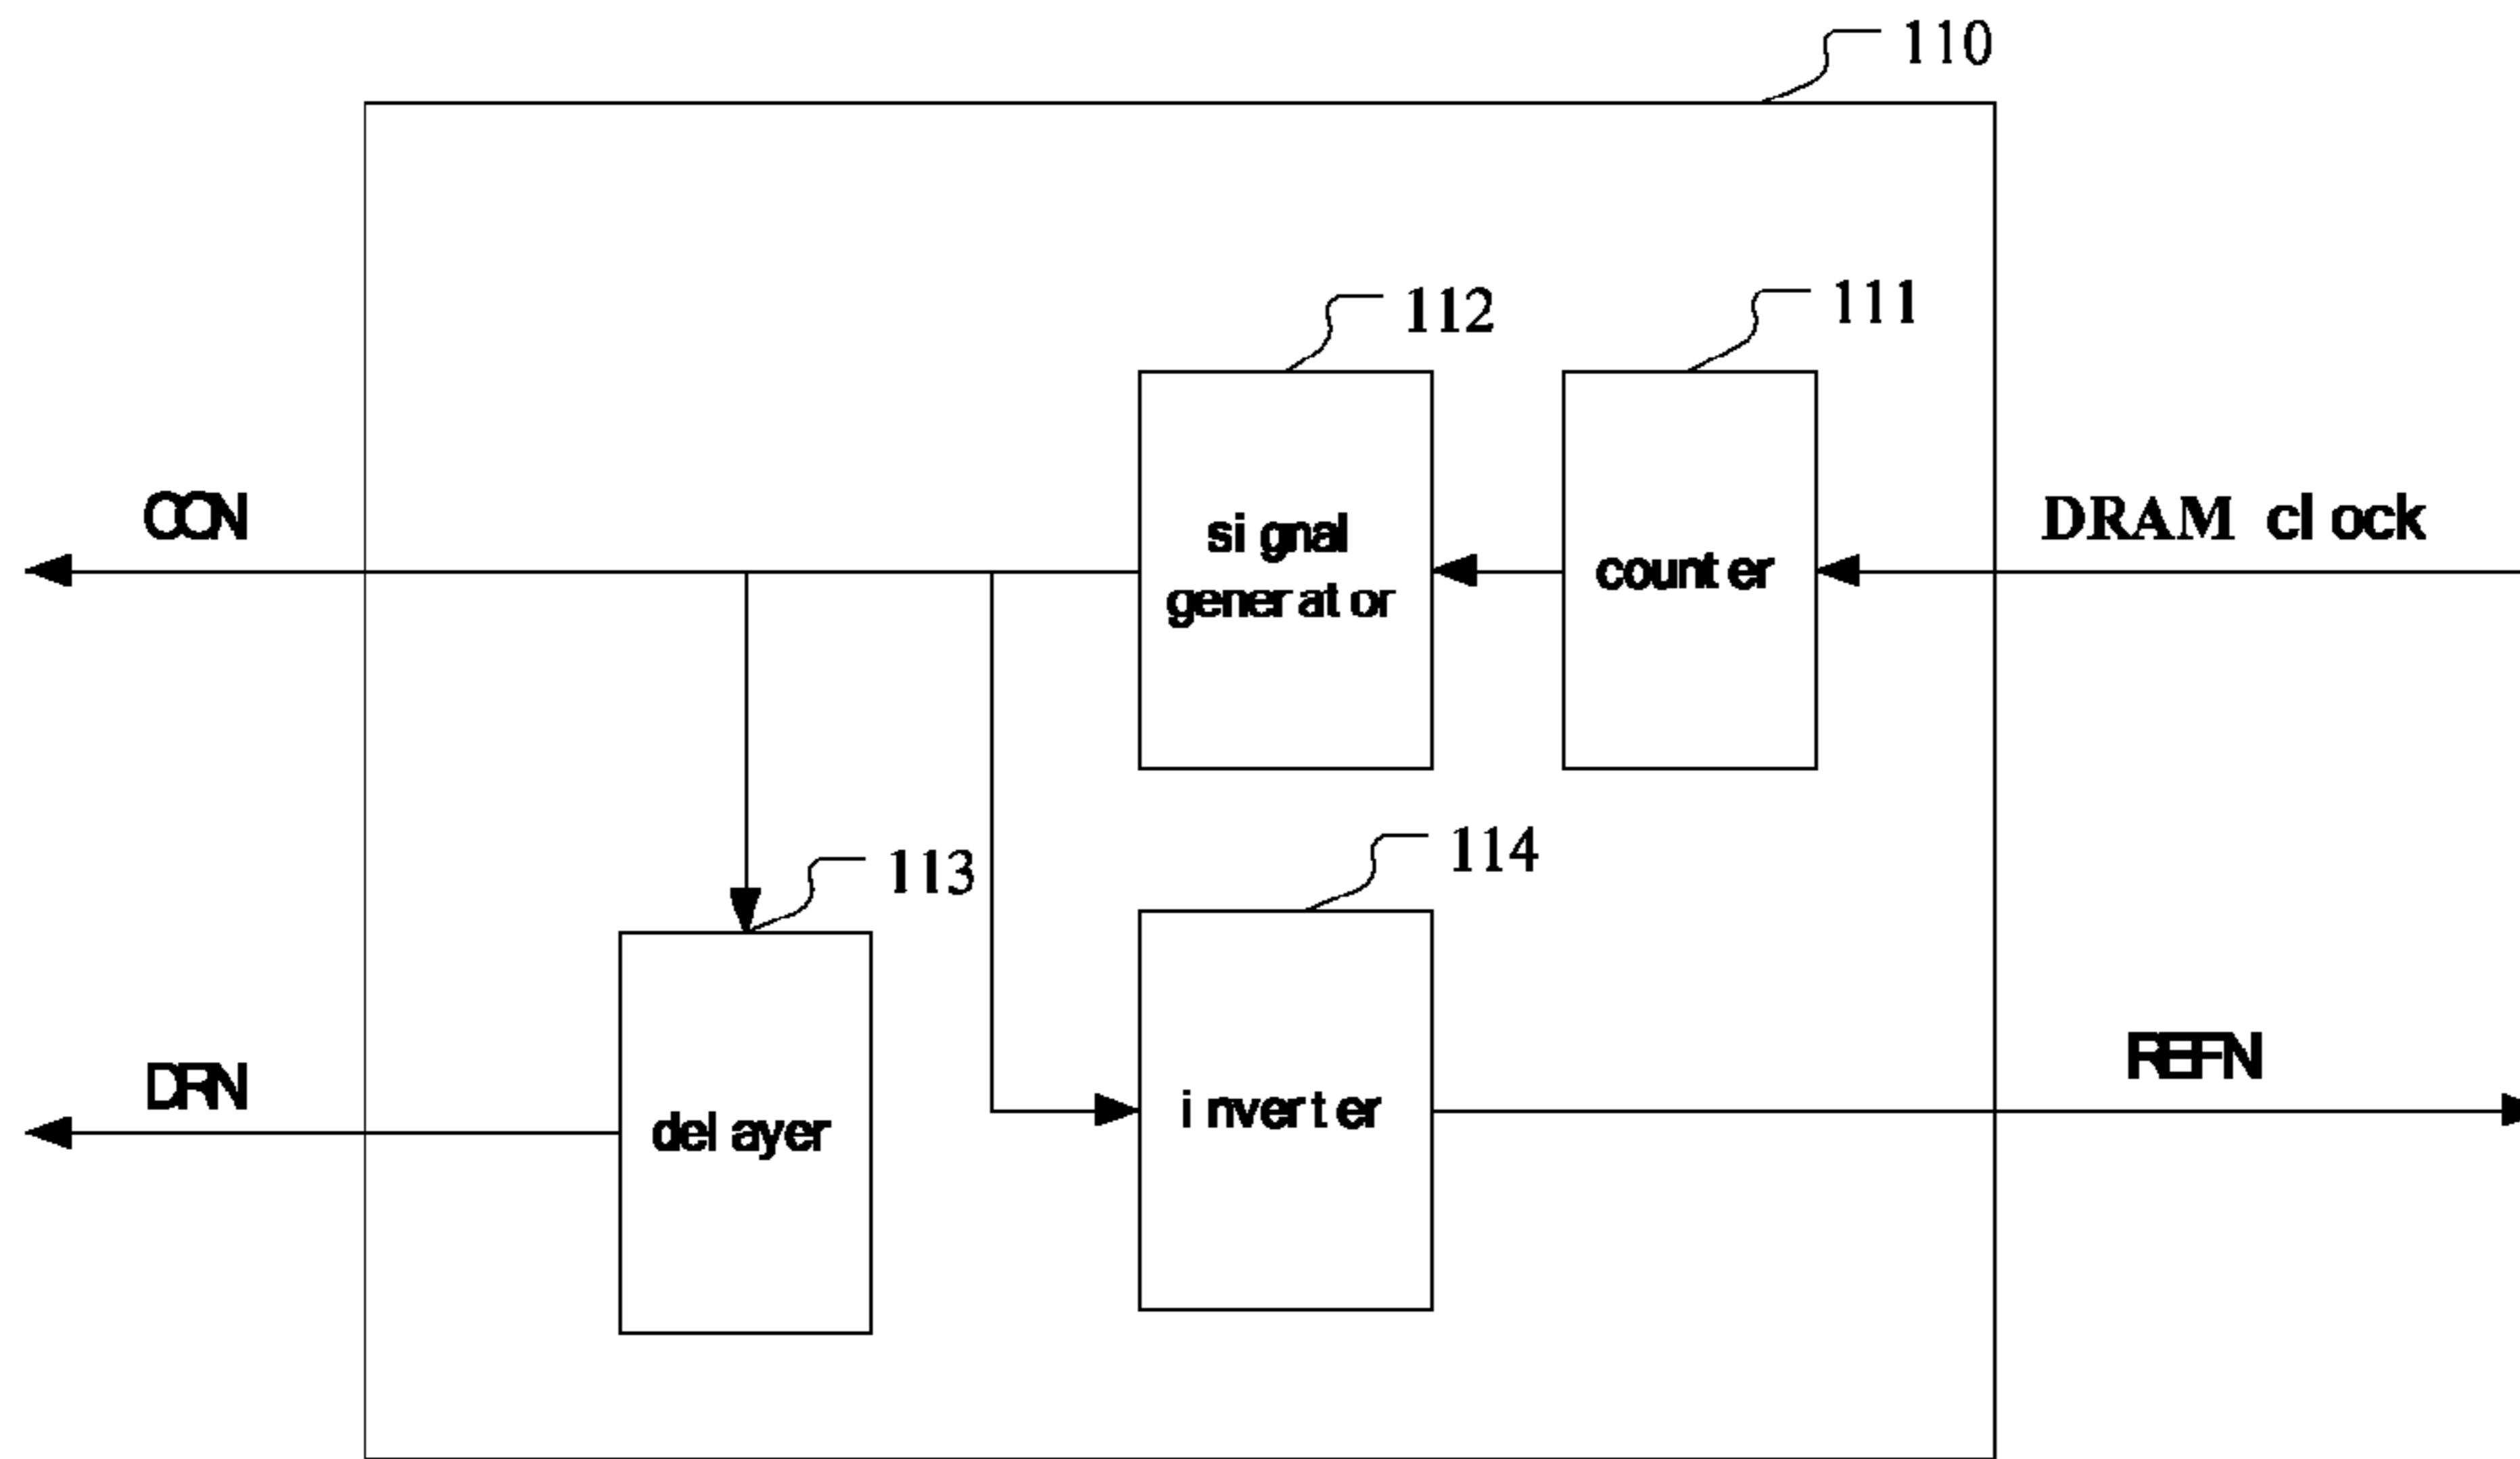 110
112
111
CON
signal
generator
counter
DRAM clock
113
114
DRN
delayer
inverter
REFN